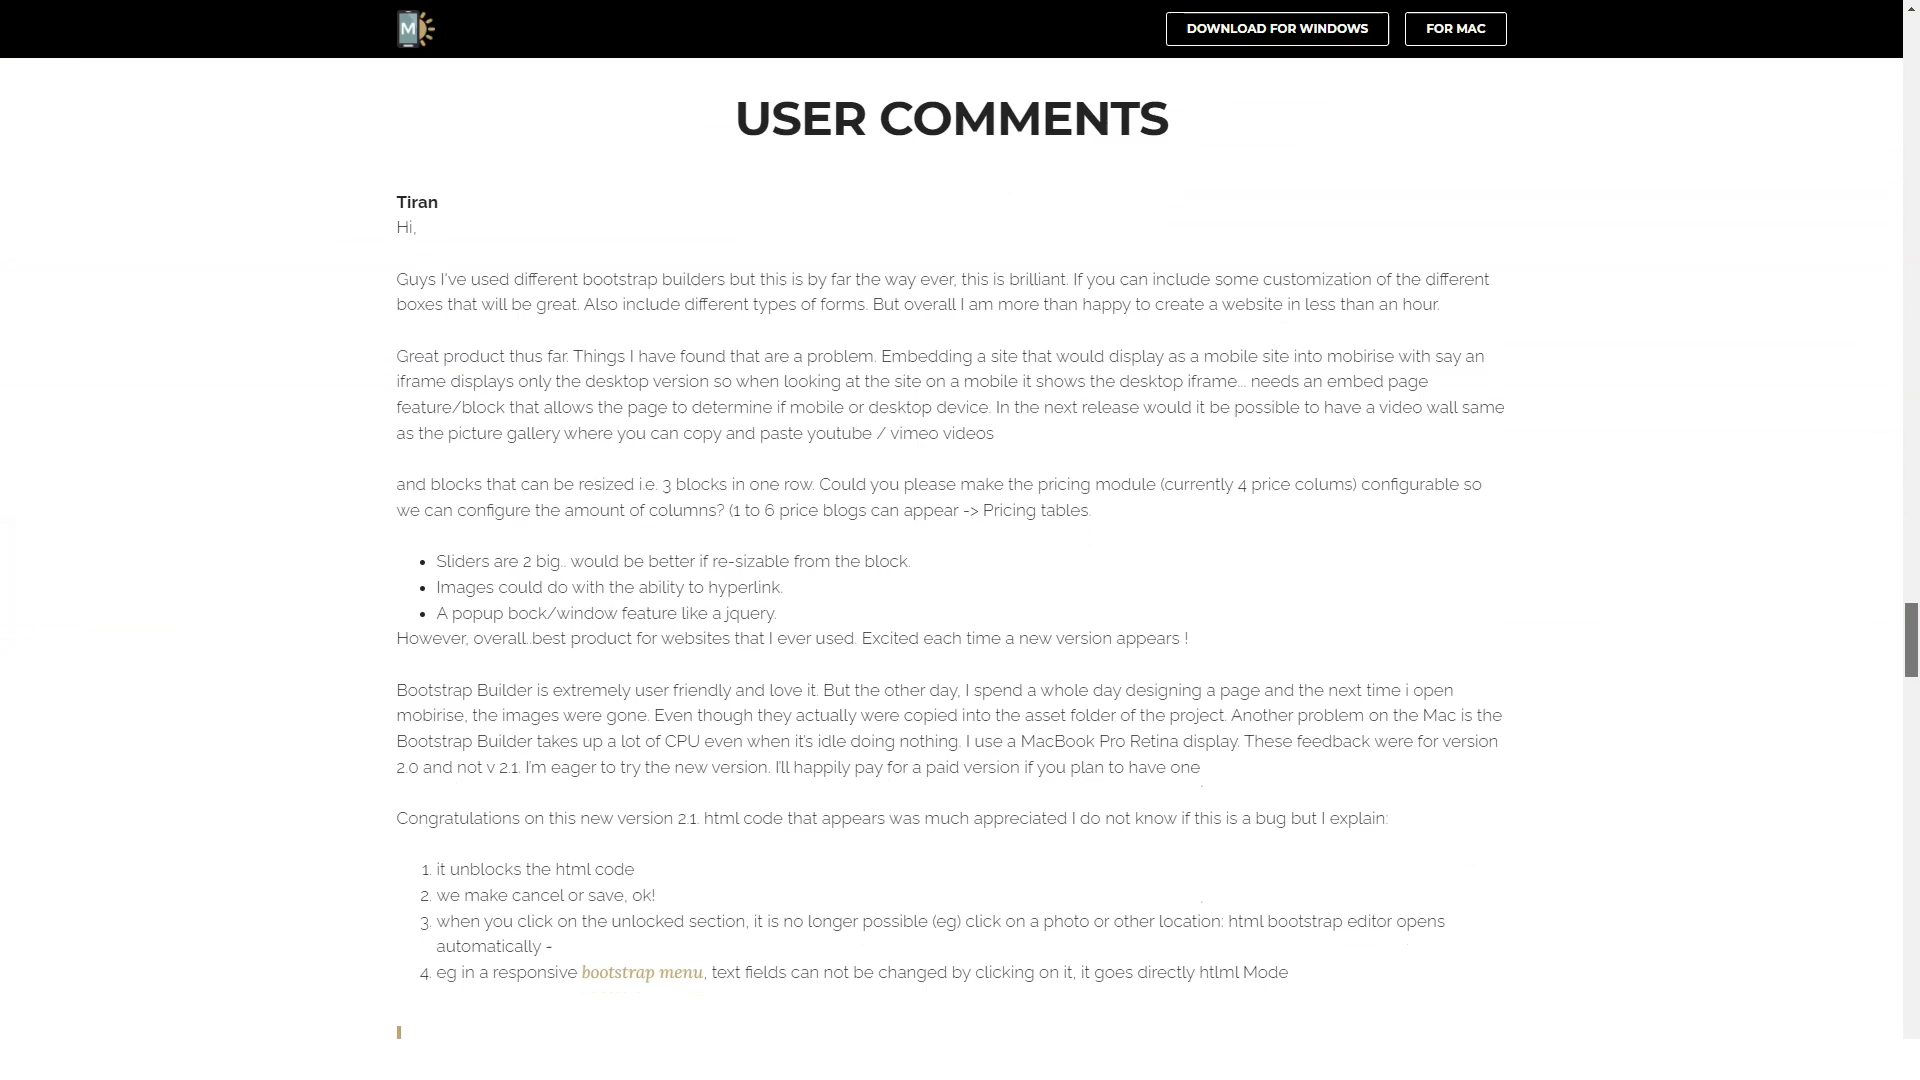 M
DOWNLOAD FOR WINDOWS
FOR MAC
USER COMMENTS
Tiran
Hi,
Guys I've used different bootstrap builders but this is by far the way ever, this is brilliant. If you can include some customization of the different
boxes that will be great. Also include different types of forms. But overall I am more than happy to create a website in less than an hour.
Great product thus far. Things I have found that are a problem. Embedding a site that would display as a mobile site into mobirise with say an
iframe displays only the desktop version so when looking at the site on a mobile it shows the desktop iframe... needs an embed page
feature/block that allows the page to determine if mobile or desktop device. In the next release would it be possible to have a video wall same
as the picture gallery where you can copy and paste youtube / vimeo videos
and blocks that can be resized i.e. 3 blocks in one row. Could you please make the pricing module (currently 4 price colums) configurable so
we can configure the amount of columns? (1 to 6 price blogs can appear -> Pricing tables.
• Sliders are 2 big.. would be better if re-sizable from the block.
• Images could do with the ability to hyperlink.
• A popup bock/window feature like a jquery.
However, overall..best product for websites that I ever used. Excited each time a new version appears !
Bootstrap Builder is extremely user friendly and love it. But the other day, I spend a whole day designing a page and the next time i open
mobirise, the images were gone. Even though they actually were copied into the asset folder of the project. Another problem on the Mac is the
Bootstrap Builder takes up a lot of CPU even when it's idle doing nothing. I use a MacBook Pro Retina display. These feedback were for version
2.0 and not v 2.1. I'm eager to try the new version. I'll happily pay for a paid version if you plan to have one
Congratulations on this new version 2.1. html code that appears was much appreciated I do not know if this is a bug but I explain:
1. it unblocks the html code
2. we make cancel or save, ok!
3. when you click on the unlocked section, it is no longer possible (eg) click on a photo or other location: html bootstrap editor opens
automatically -
4. eg in a responsive bootstrap menu, text fields can not be changed by clicking on it, it goes directly htlml Mode